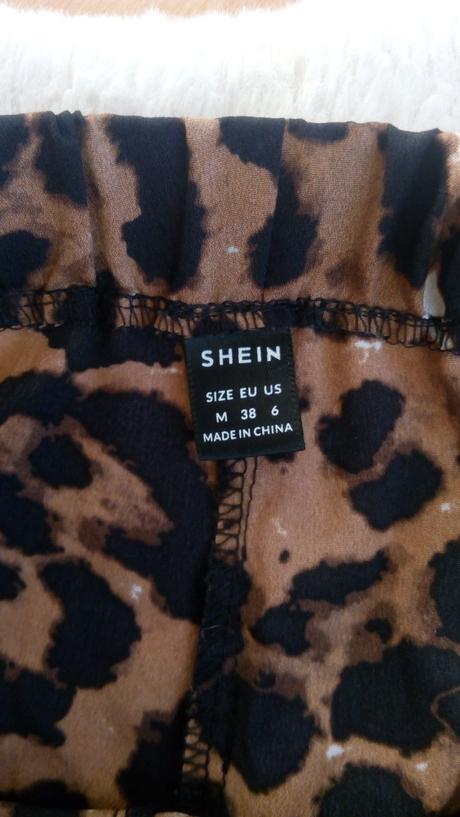 SHEIN
SIZE EU US
M 38 6
MADE IN CHINA